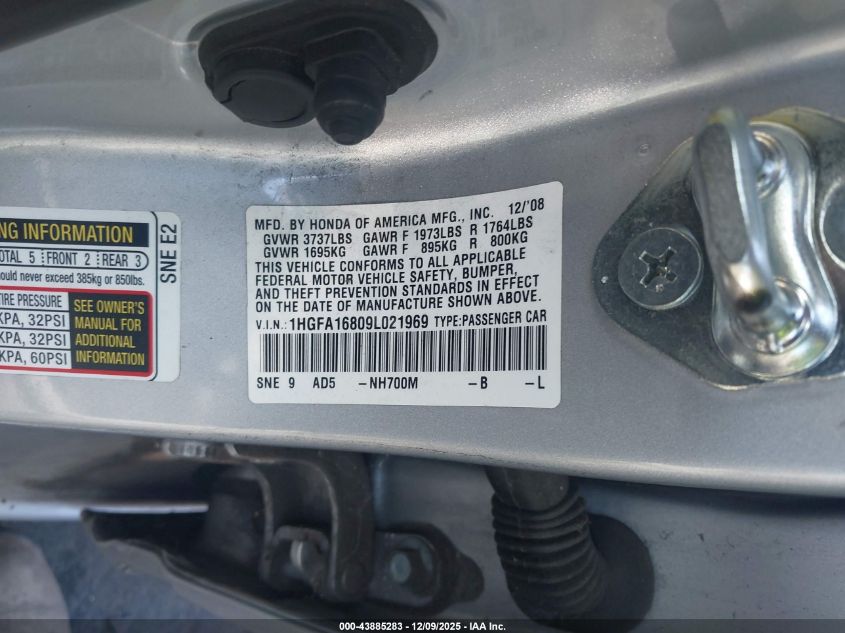 NG INFORMATION
OTAL 5 FRONT 2 REAR 3
ould never exceed 385kg or 850lbs.
TIRE PRESSURE
KPA, 32PSI
KPA, 32PSI
KPA, 60PSI
SEE OWNER'S
MANUAL FOR
ADDITIONAL
INFORMATION
SNE E2
MFD. BY HONDA OF AMERICA MFG., INC. 12/'08
GVWR 3737LBS GAWR F 1973LBS R 1764LBS
GVWR 1695KG GAWR F 895KG R 800KG
THIS VEHICLE CONFORMS TO ALL APPLICABLE
FEDERAL MOTOR VEHICLE SAFETY, BUMPER,
AND THEFT PREVENTION STANDARDS IN EFFECT
ON THE DATE OF MANUFACTURE SHOWN ABOVE.
V.I.N.: 1HGFA16809L021969 TYPE:PASSENGER CAR
SNE 9 AD5 -NH700M -B -L
000-43885283 - 12/09/2025 - IAA Inc.